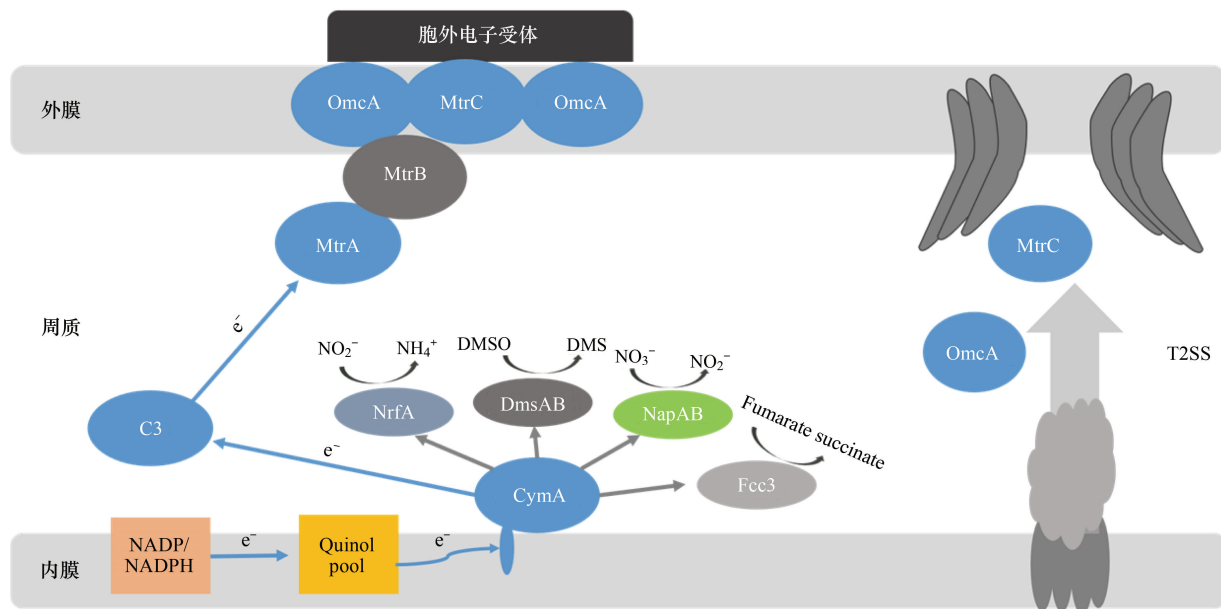 胞外电子受体
外膜
OmcA
MtrC
OmcA
MtrB
MtrA
MtrC
周质
e⁻
NO₂⁻
NH₄⁺
DMSO
DMS
NO₃⁻
NO₂⁻
OmcA
T2SS
NrfA
DmsAB
NapAB
Fumarate succinate
C3
e⁻
CymA
Fcc3
内膜
NADP/
NADPH
e⁻
Quinol
pool
e⁻